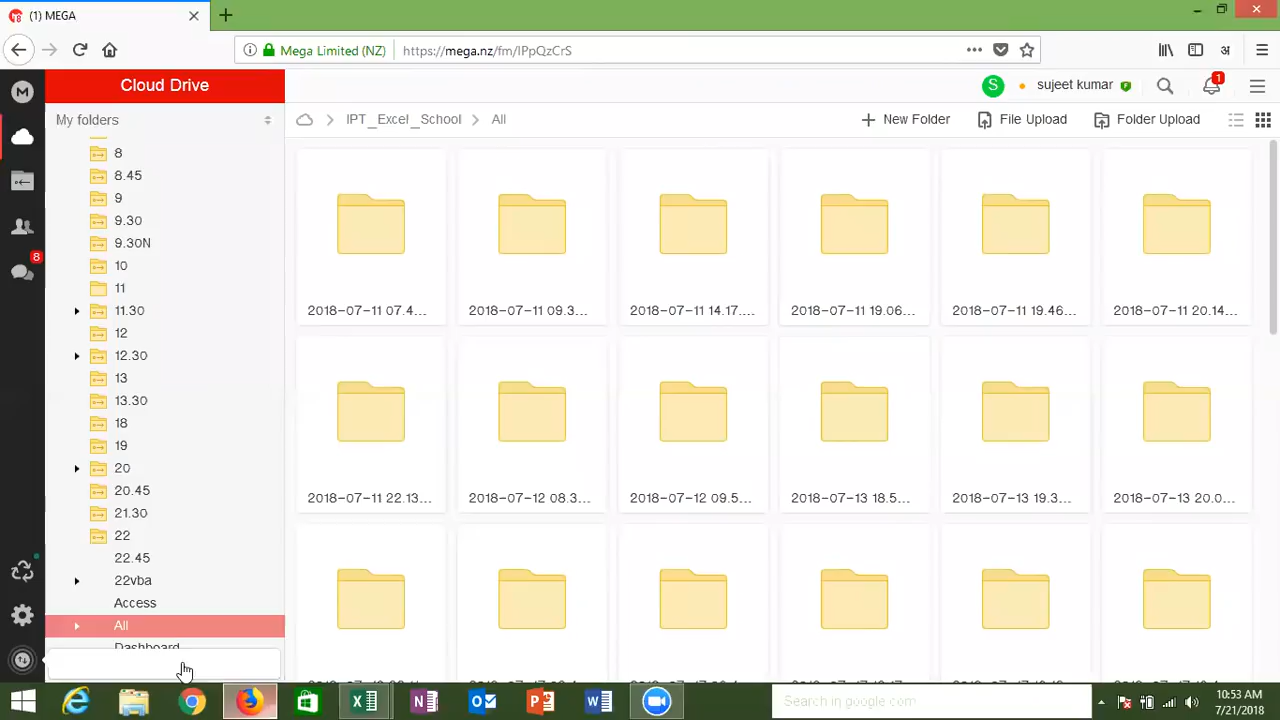 (1) MEGA
Mega Limited (NZ) https://mega.nz/fm/IPpQzCrS
Cloud Drive
S sujeet kumar 1
My folders
IPT_Excel_School All
New Folder File Upload Folder Upload
8
8.45
9
9.30
9.30N
10
8
11
11.30
12
12.30
13
13.30
18
19
20
20.45
21.30
22
22.45
22vba
Access
All
Dashboard
2018-07-11 07.4... 2018-07-11 09.3... 2018-07-11 14.17.... 2018-07-11 19.06... 2018-07-11 19.46... 2018-07-11 20.14...
2018-07-11 22.13... 2018-07-12 08.3... 2018-07-12 09.5... 2018-07-13 18.5... 2018-07-13 19.3... 2018-07-13 20.0...
Search in google com
10:53 AM
7/21/2018